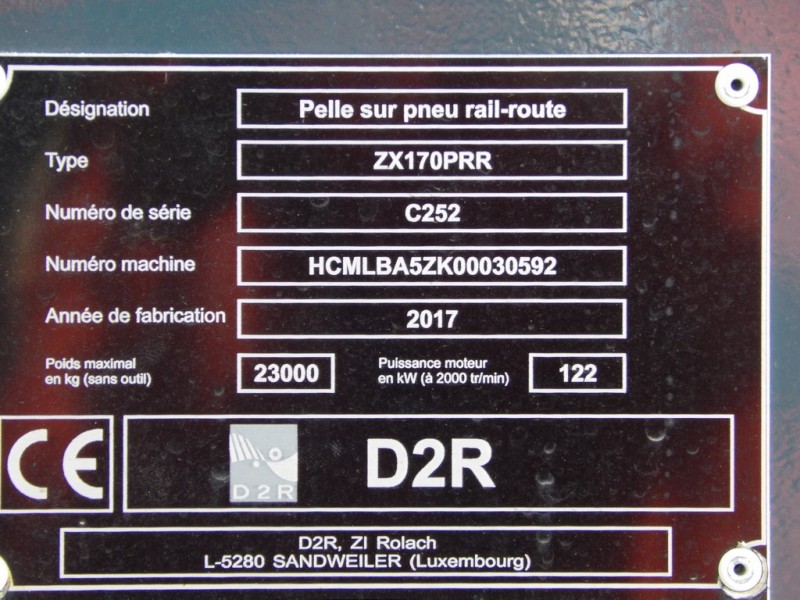 Désignation Pelle sur pneu rail-route
Type ZX170PRR
Numéro de série C252
Numéro machine HCMLBA5ZK00030592
Année de fabrication 2017
Poids maximal
en kg (sans outil) 23000
Puissance moteur
en kW (à 2000 tr/min) 122
CE
D2R
D2R
D2R, ZI Rolach
L-5280 SANDWEILER (Luxembourg)